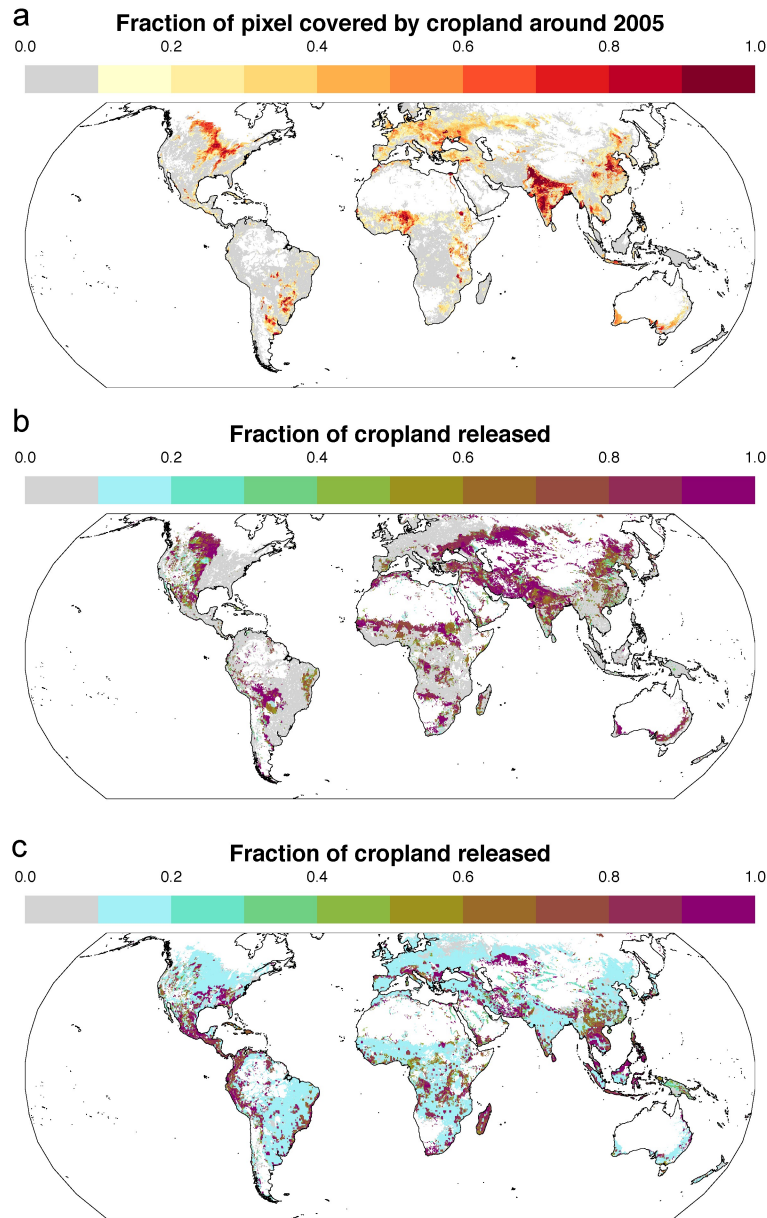 a
Fraction of pixel covered by cropland around 2005
0.0 0.2 0.4 0.6 0.8 1.0
b
Fraction of cropland released
0.0 0.2 0.4 0.6 0.8 1.0
c
Fraction of cropland released
0.0 0.2 0.4 0.6 0.8 1.0